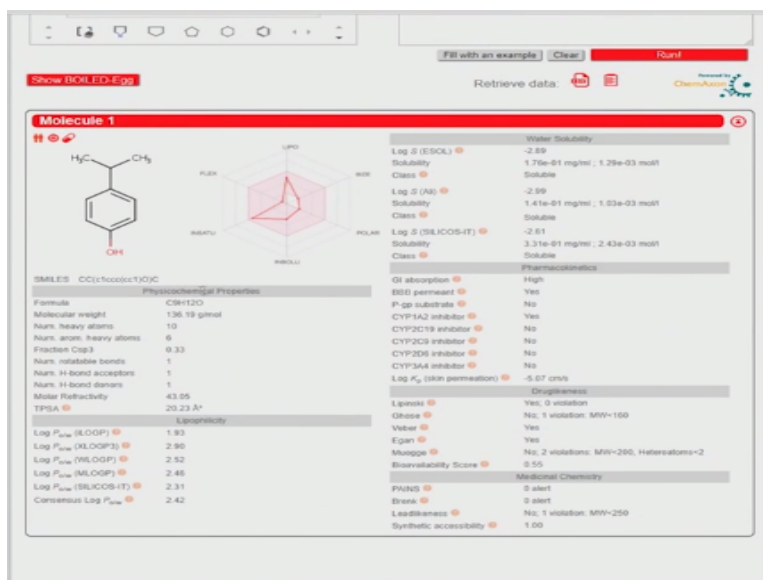 Fill with an example
Clear
Run!
Show BOILED-Egg
Retrieve data:
Powered by
ChemAxon
Molecule 1
H₃C
CH₃
OH
LIPO
FLEX
SIZE
INSATU
POLAR
INSOLU
SMILES CC(c1ccc(cc1)O)C
Physicochemical Properties
Formula C9H12O
Molecular weight 136.19 g/mol
Num. heavy atoms 10
Num. arom. heavy atoms 6
Fraction Csp3 0.33
Num. rotatable bonds 1
Num. H-bond acceptors 1
Num. H-bond donors 1
Molar Refractivity 43.05
TPSA 20.23 Å²
Lipophilicity
Log Po/w (iLOGP) 1.93
Log Po/w (XLOGP3) 2.90
Log Po/w (WLOGP) 2.52
Log Po/w (MLOGP) 2.46
Log Po/w (SILICOS-IT) 2.31
Consensus Log Po/w 2.42
Water Solubility
Log S (ESOL) -2.89
Solubility 1.76e-01 mg/ml ; 1.29e-03 mol/l
Class Soluble
Log S (Ali) -2.99
Solubility 1.41e-01 mg/ml ; 1.03e-03 mol/l
Class Soluble
Log S (SILICOS-IT) -2.61
Solubility 3.31e-01 mg/ml ; 2.43e-03 mol/l
Class Soluble
Pharmacokinetics
GI absorption High
BBB permeant Yes
P-gp substrate No
CYP1A2 inhibitor Yes
CYP2C19 inhibitor No
CYP2C9 inhibitor No
CYP2D6 inhibitor No
CYP3A4 inhibitor No
Log Kp (skin permeation) -5.07 cm/s
Druglikeness
Lipinski Yes; 0 violation
Ghose No; 1 violation: MW<160
Veber Yes
Egan Yes
Muegge No; 2 violations: MW<200, Heteroatoms<2
Bioavailability Score 0.55
Medicinal Chemistry
PAINS 0 alert
Brenk 0 alert
Leadlikeness No; 1 violation: MW<250
Synthetic accessibility 1.00